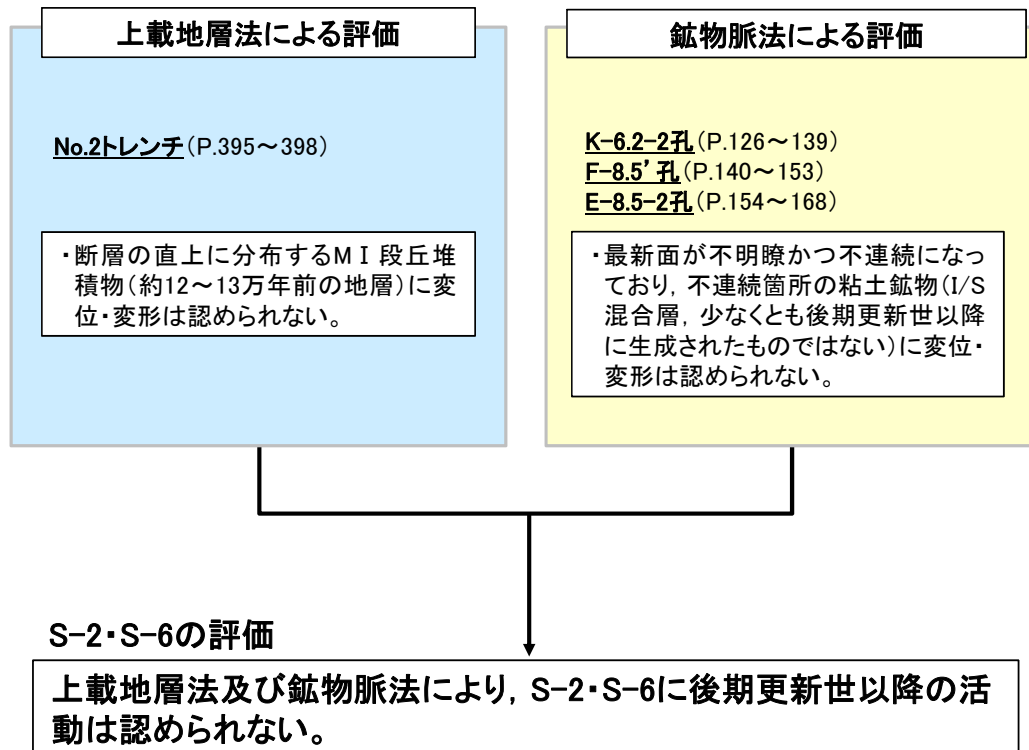 上載地層法による評価
No.2トレンチ(P.395～398)
・断層の直上に分布するMⅠ段丘堆
積物(約12～13万年前の地層)に変
位・変形は認められない。
鉱物脈法による評価
K-6.2-2孔(P.126～139)
F-8.5’孔(P.140～153)
E-8.5-2孔(P.154～168)
・最新面が不明瞭かつ不連続になっ
ており，不連続箇所の粘土鉱物(I/S
混合層，少なくとも後期更新世以降
に生成されたものではない)に変位・
変形は認められない。
S-2・S-6の評価
上載地層法及び鉱物脈法により，S-2・S-6に後期更新世以降の活
動は認められない。